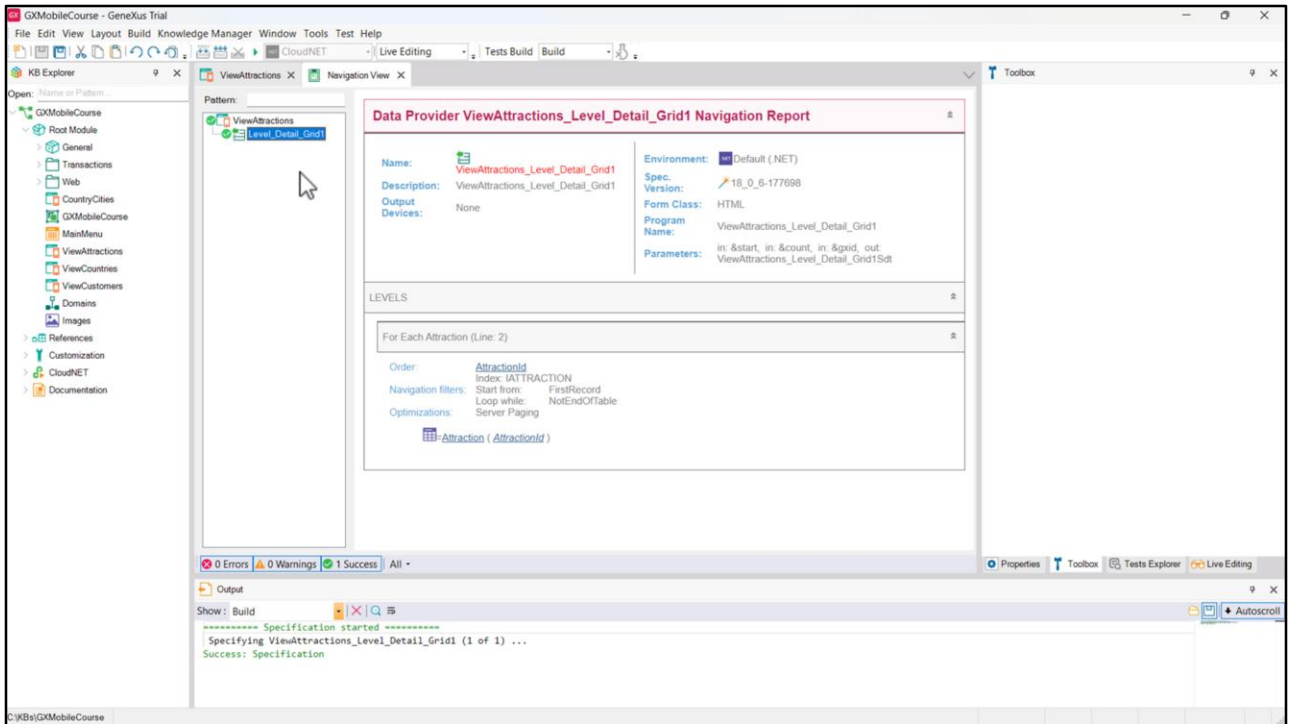 GX GXMobileCourse - GeneXus Trial
File Edit View Layout Build Knowledge Manager Window Tools Test Help
CloudNET Live Editing Tests Build Build
KB Explorer
Open: Name or Pattern...
GXMobileCourse
Root Module
General
Transactions
Web
CountryCities
GXMobileCourse
MainMenu
ViewAttractions
ViewCountries
ViewCustomers
Domains
Images
References
Customization
CloudNET
Documentation
ViewAttractions X Navigation View X
Pattern:
ViewAttractions
Level_Detail_Grid1
Data Provider ViewAttractions_Level_Detail_Grid1 Navigation Report
Name: ViewAttractions_Level_Detail_Grid1
Description: ViewAttractions_Level_Detail_Grid1
Output Devices: None
Environment: Default (.NET)
Spec. Version: 18_0_6-177698
Form Class: HTML
Program Name: ViewAttractions_Level_Detail_Grid1
Parameters: in: &start, in: &count, in: &gxid, out:
ViewAttractions_Level_Detail_Grid1Sdt
LEVELS
For Each Attraction (Line: 2)
Order: AttractionId
Index: IATTRACTION
Navigation filters: Start from: FirstRecord
Loop while: NotEndOfTable
Optimizations: Server Paging
=Attraction ( AttractionId )
0 Errors 0 Warnings 1 Success All
Toolbox
Properties Toolbox Tests Explorer Live Editing
Output
Show: Build
Autoscroll
========== Specification started ==========
Specifying ViewAttractions_Level_Detail_Grid1 (1 of 1) ...
Success: Specification
C:\KBs\GXMobileCourse